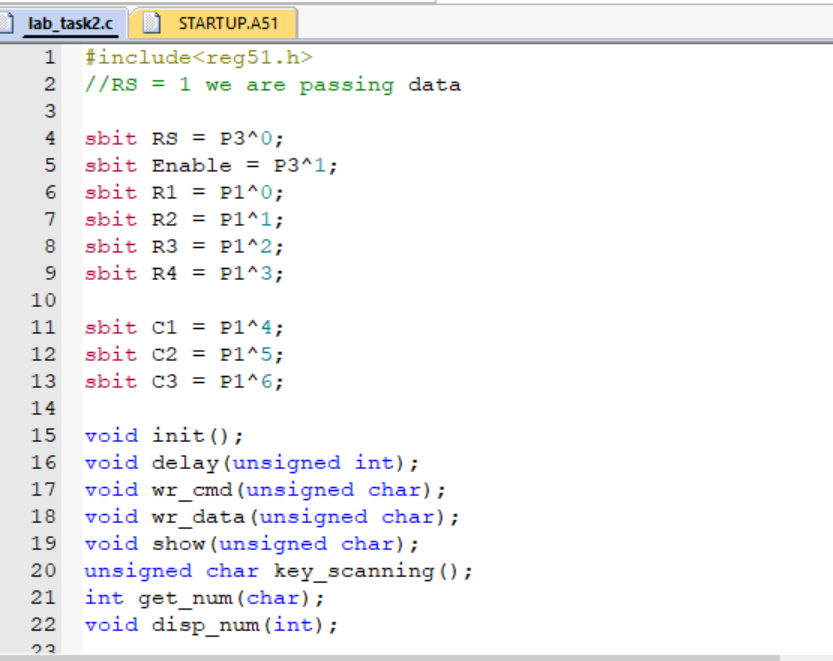 lab_task2.c STARTUP.A51
1 #include<reg51.h>
2 //RS = 1 we are passing data
3
4 sbit RS = P3^0;
5 sbit Enable = P3^1;
6 sbit R1 = P1^0;
7 sbit R2 = P1^1;
8 sbit R3 = P1^2;
9 sbit R4 = P1^3;
10
11 sbit C1 = P1^4;
12 sbit C2 = P1^5;
13 sbit C3 = P1^6;
14
15 void init();
16 void delay(unsigned int);
17 void wr_cmd(unsigned char);
18 void wr_data(unsigned char);
19 void show(unsigned char);
20 unsigned char key_scanning();
21 int get_num(char);
22 void disp_num(int);
23